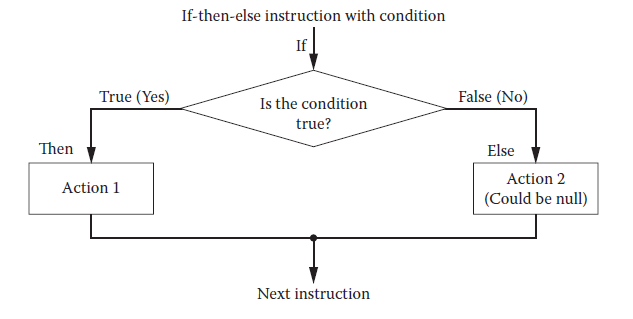 If-then-else instruction with condition
If
True (Yes)
Is the condition
true?
False (No)
Then
Else
Action 1
Action 2
(Could be null)
Next instruction